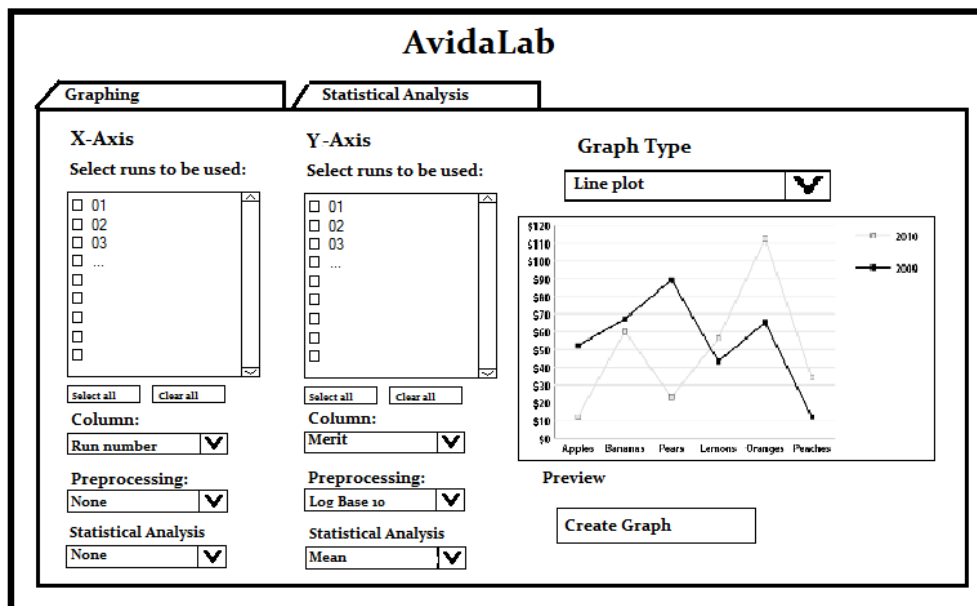 AvidaLab
Graphing
Statistical Analysis
X-Axis
Select runs to be used:
01
02
03
...
Select all
Clear all
Column:
Run number
Preprocessing:
None
Statistical Analysis
None
Y-Axis
Select runs to be used:
01
02
03
...
Select all
Clear all
Column:
Merit
Preprocessing:
Log Base 10
Statistical Analysis
Mean
Graph Type
Line plot
$120
$110
$100
$90
$80
$70
$60
$50
$40
$30
$20
$10
$0
Apples Bananas Pears Lemons Oranges Peaches
2010
2009
Preview
Create Graph